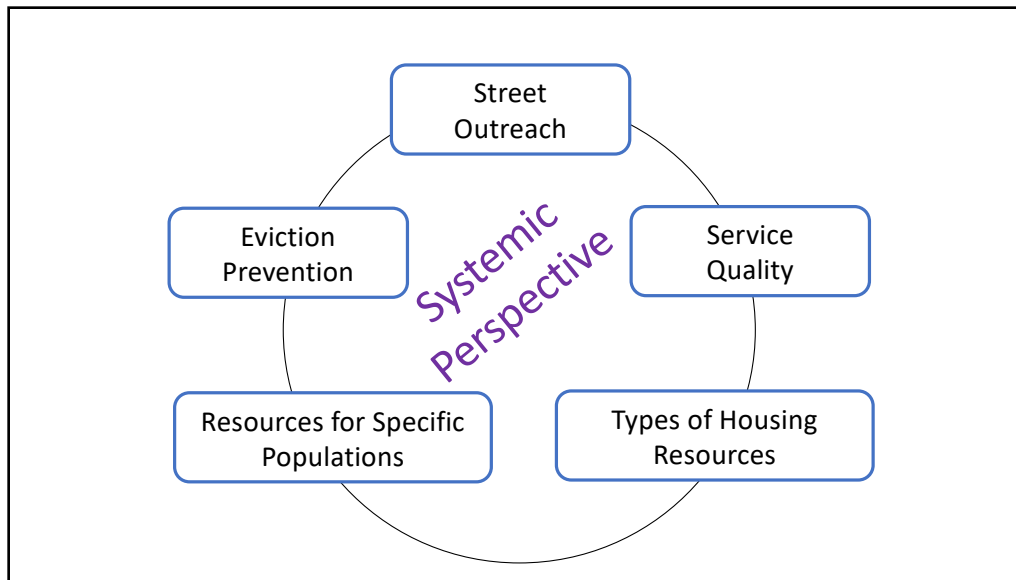 Street
Outreach
Eviction
Prevention
Systemic
Perspective
Service
Quality
Resources for Specific
Populations
Types of Housing
Resources